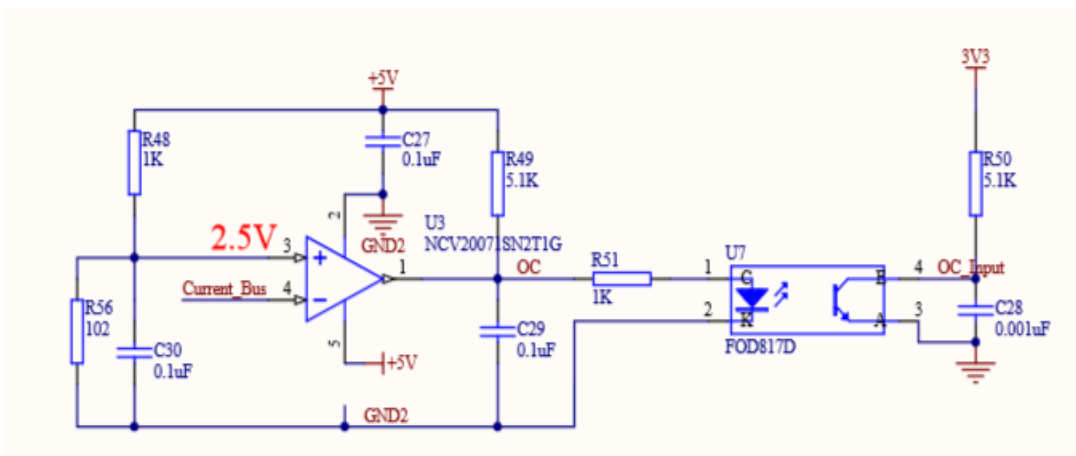 3V3
+5V
R48
1K
C27
0.1uF
R49
5.1K
R50
5.1K
2
U3
NCV20071SN2T1G
GND2
2.5V
3
+
1
OC
R51
1K
U7
1
C
E
4
OC_Input
Current_Bus
4
−
R56
102
C30
0.1uF
5
+5V
C29
0.1uF
2
K
A
3
FOD817D
C28
0.001uF
GND2